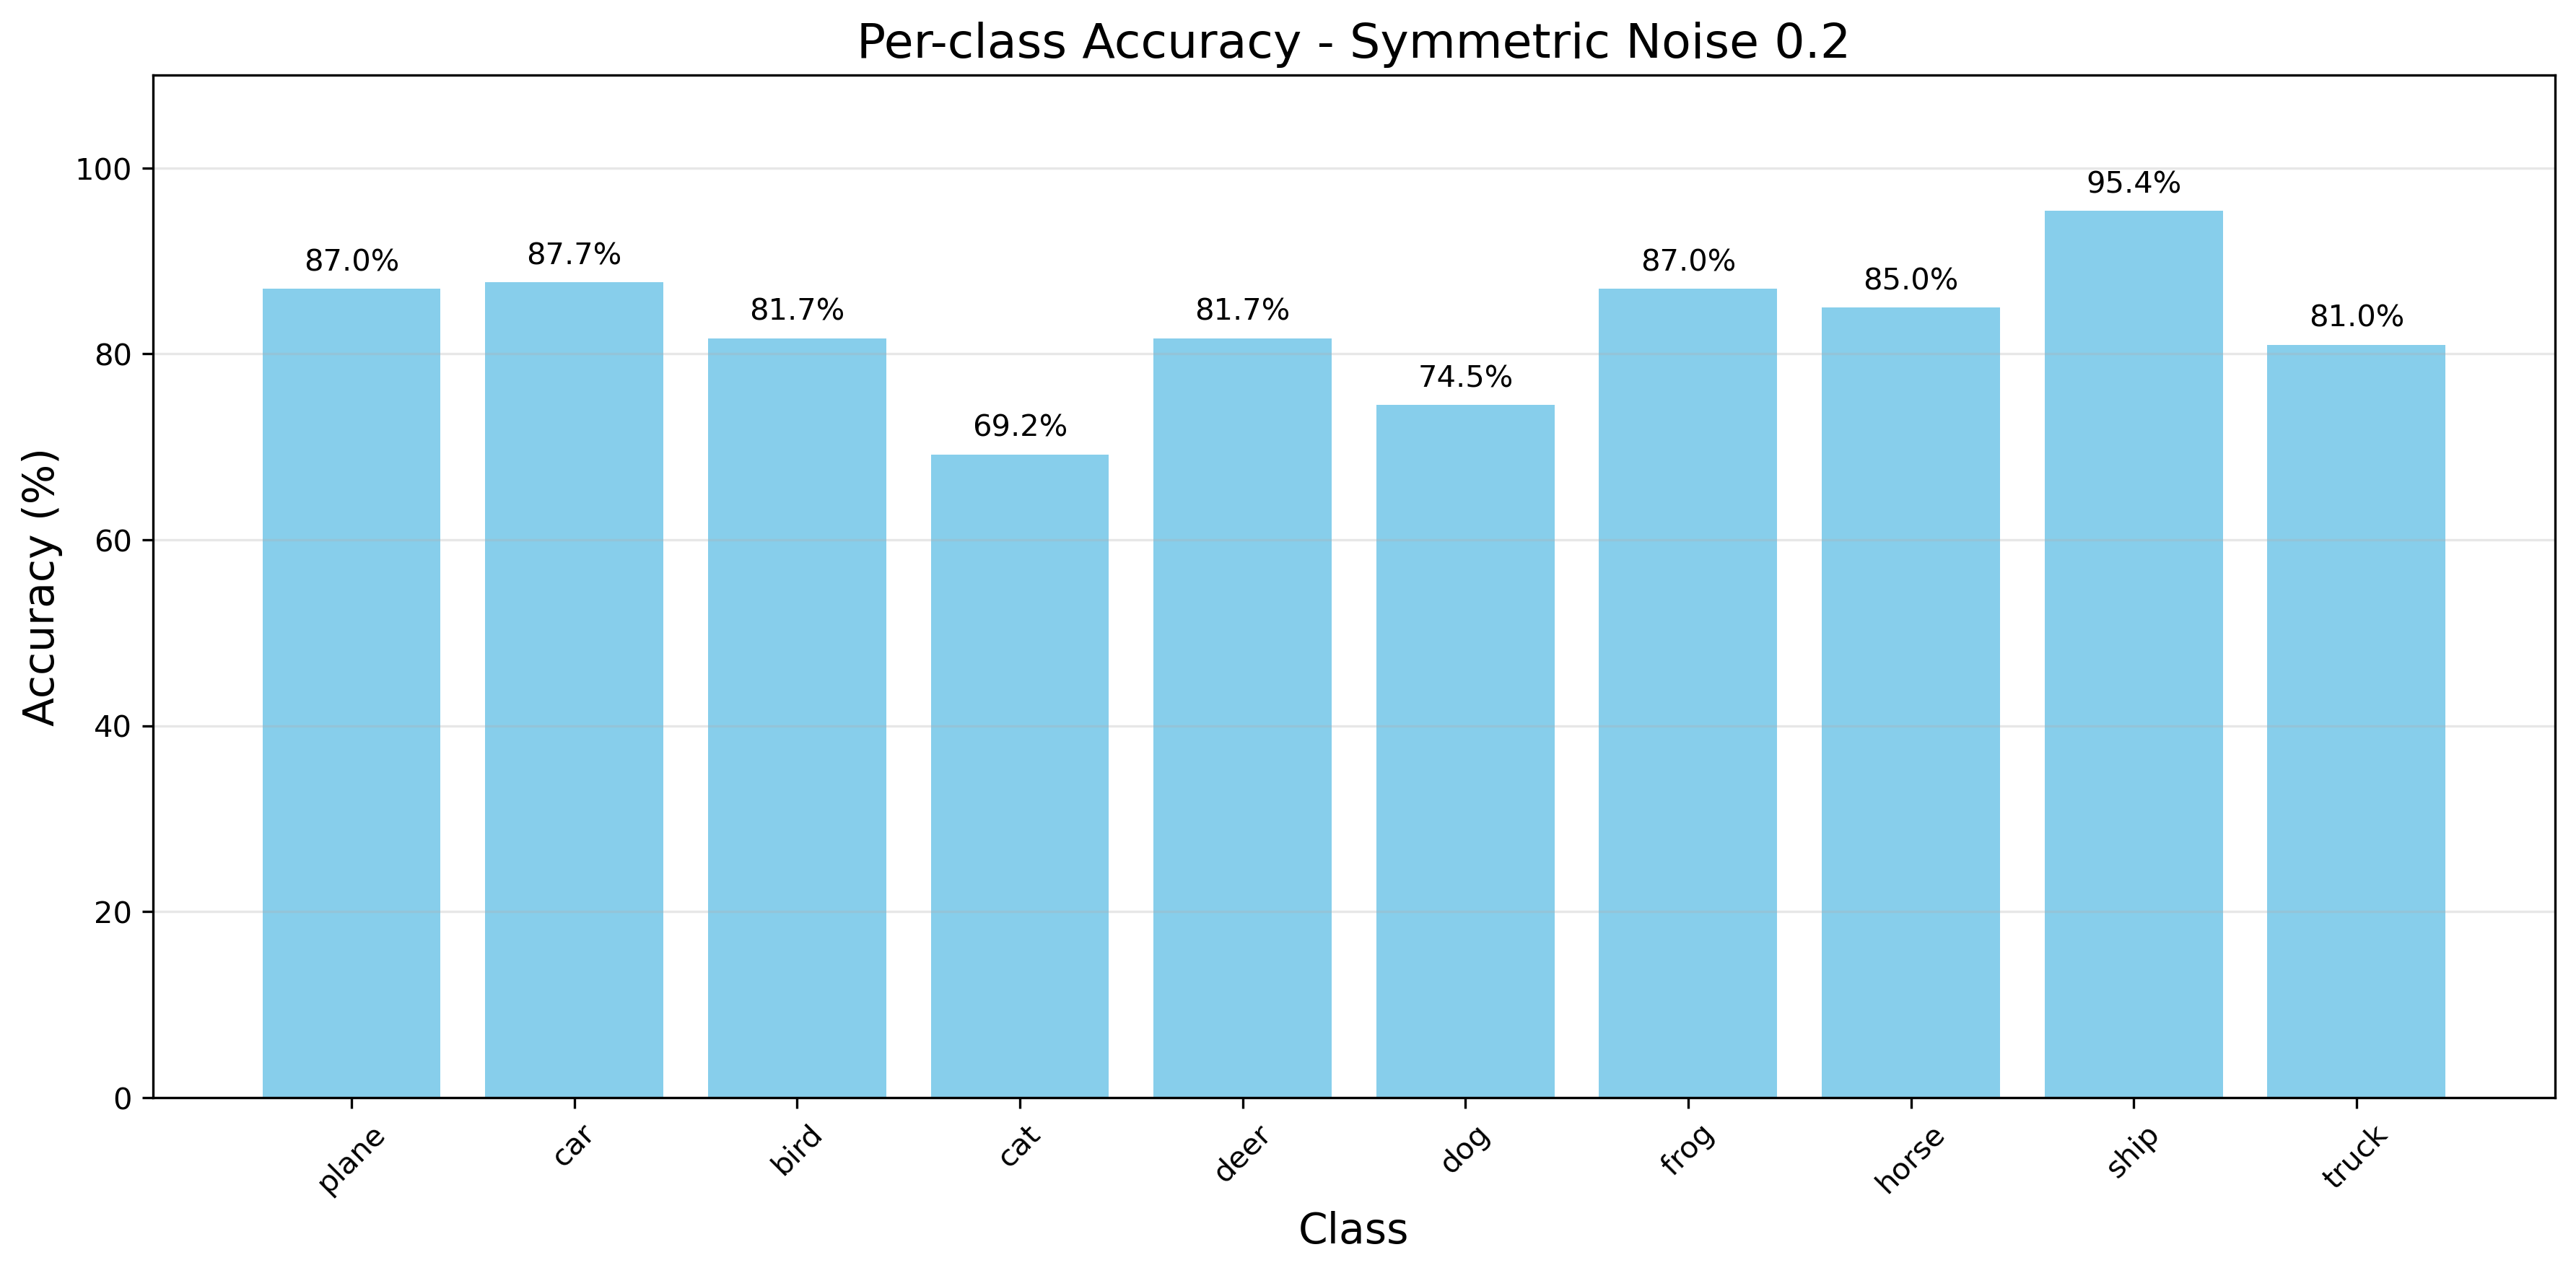 Per-class Accuracy - Symmetric Noise 0.2
Accuracy (%)
100
80
60
40
20
0
87.0%
87.7%
81.7%
69.2%
81.7%
74.5%
87.0%
85.0%
95.4%
81.0%
plane
car
bird
cat
deer
dog
frog
horse
ship
truck
Class